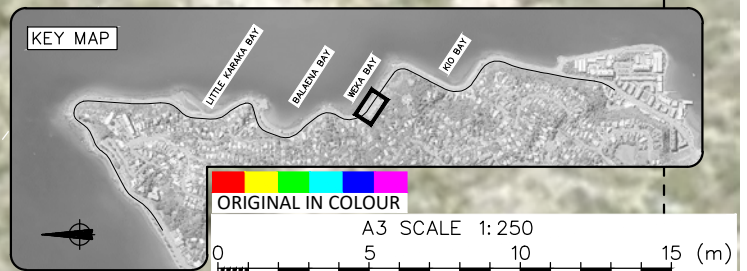 KEY MAP
LITTLE KARAKA BAY
BALAENA BAY
WEKA BAY
KIO BAY
ORIGINAL IN COLOUR
A3 SCALE 1:250
0 5 10 15 (m)